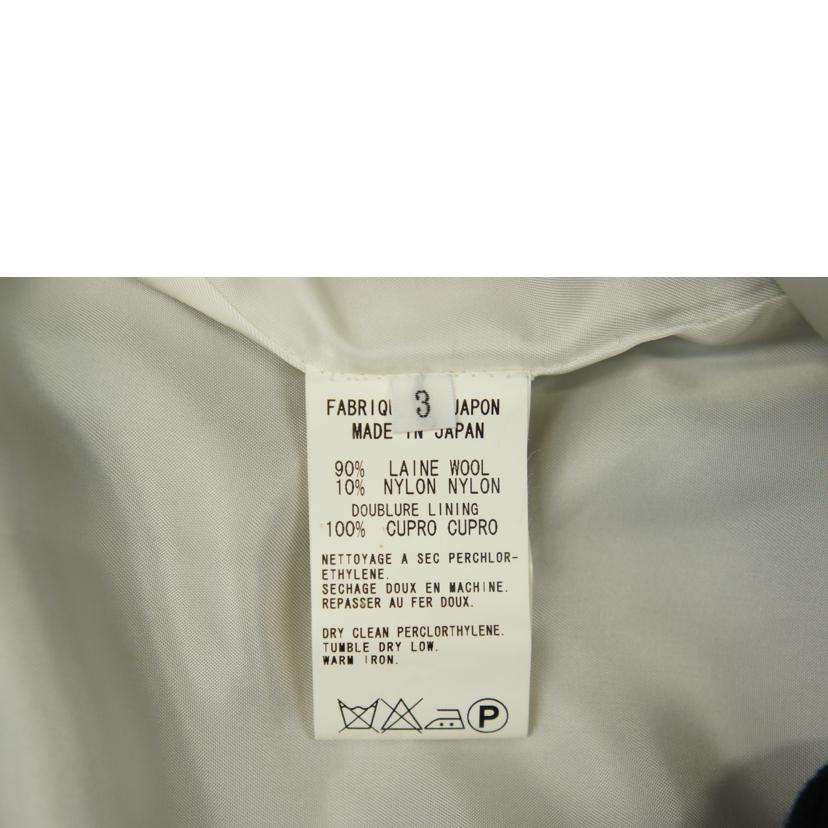 3
JAPON
MADE IN JAPAN
90% LAINE WOOL
10% NYLON NYLON
DOUBLURE LINING
100% CUPRO CUPRO
NETTOYAGE A SEC PERCHLOR-
ETHYLENE.
SECHAGE DOUX EN MACHINE.
REPASSER AU FER DOUX.
DRY CLEAN PERCLORTHYLENE.
TUMBLE DRY LOW.
WARM IRON.
P